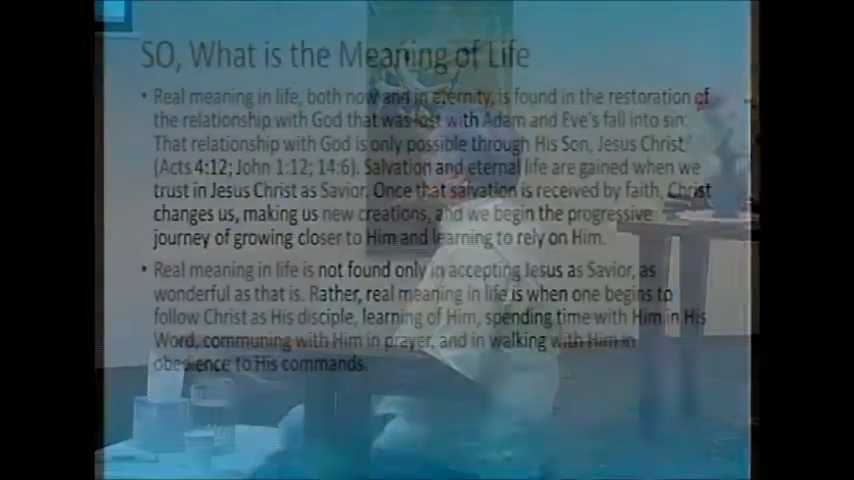 SO, What is the Meaning of Life
• Real meaning in life, both now and in eternity, is found in the restoration of
the relationship with God that was lost with Adam and Eve's fall into sin.
That relationship with God is only possible through His Son, Jesus Christ.
(Acts 4:12; John 1:12; 14:6). Salvation and eternal life are gained when we
trust in Jesus Christ as Savior. Once that salvation is received by faith, Christ
changes us, making us new creations, and we begin the progressive
journey of growing closer to Him and learning to rely on Him.
• Real meaning in life is not found only in accepting Jesus as Savior, as
wonderful as that is. Rather, real meaning in life is when one begins to
follow Christ as His disciple, learning of Him, spending time with Him in His
Word, communing with Him in prayer, and in walking with Him in
obedience to His commands.